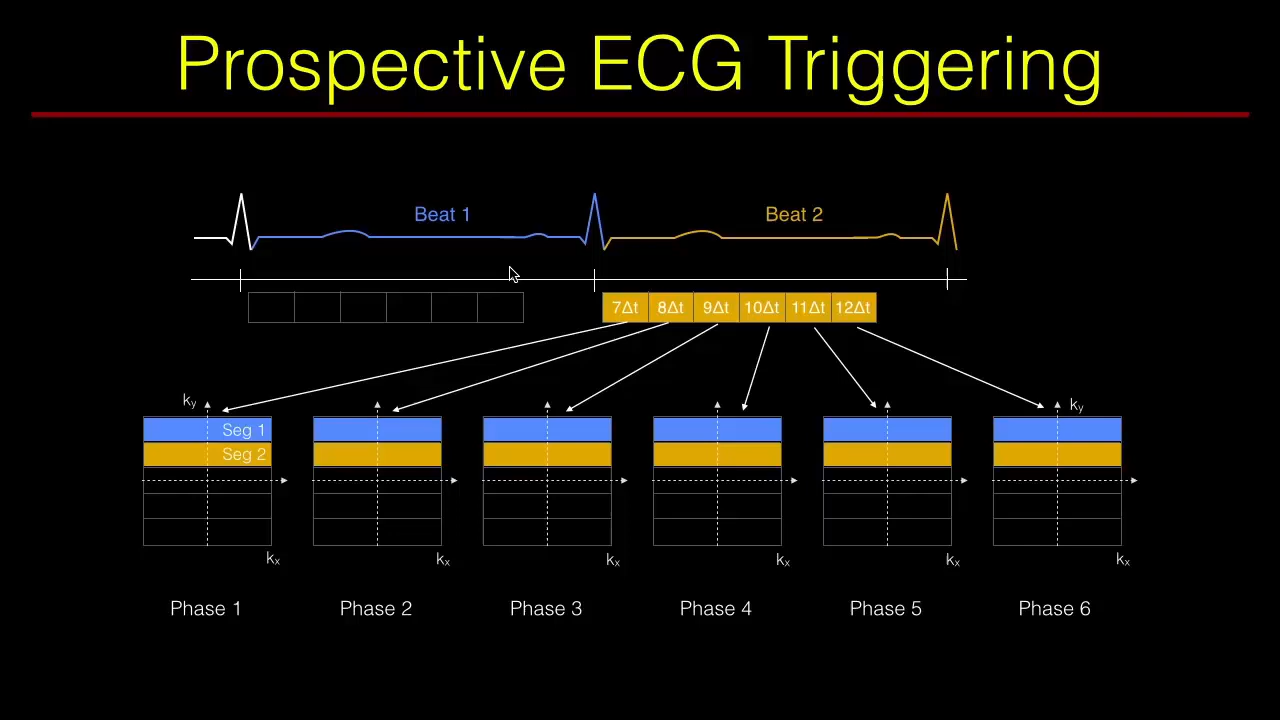 Prospective ECG Triggering
Beat 1
Beat 2
7Δt 8Δt 9Δt 10Δt 11Δt 12Δt
ky
ky
Seg 1
Seg 2
kx kx kx kx kx kx
Phase 1 Phase 2 Phase 3 Phase 4 Phase 5 Phase 6